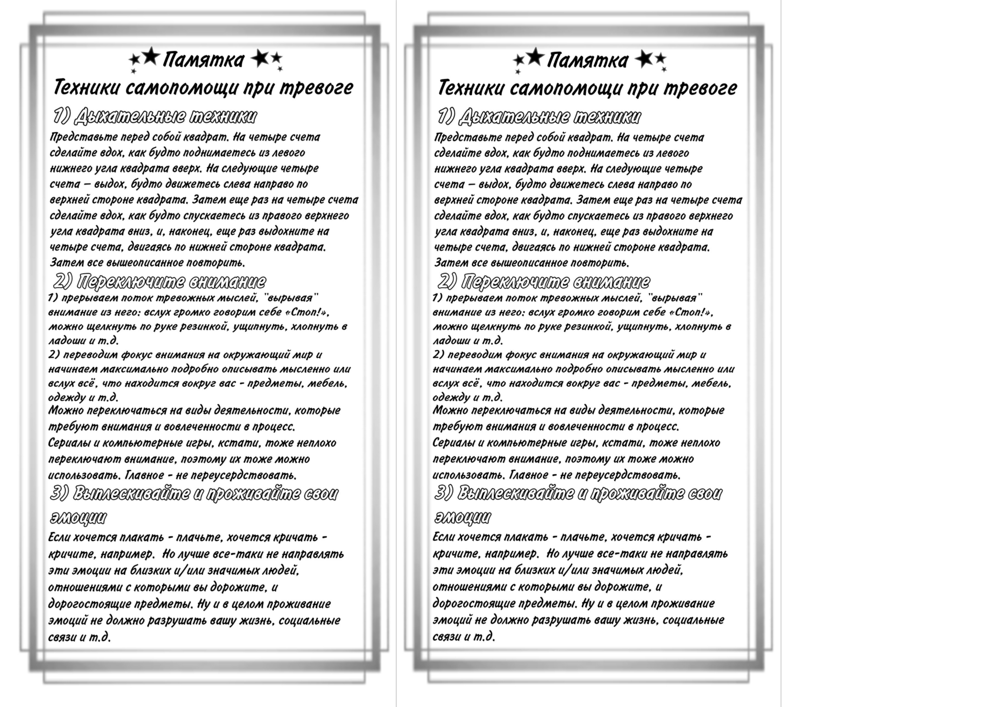 Памятка
Техники самопомощи при тревоге
1) Дыхательные техники
Представьте перед собой квадрат. На четыре счета
сделайте вдох, как будто поднимаетесь из левого
нижнего угла квадрата вверх. На следующие четыре
счета – выдох, будто движетесь слева направо по
верхней стороне квадрата. Затем еще раз на четыре счета
сделайте вдох, как будто спускаетесь из правого верхнего
угла квадрата вниз, и, наконец, еще раз выдохните на
четыре счета, двигаясь по нижней стороне квадрата.
Затем все вышеописанное повторить.
2) Переключите внимание
1) прерываем поток тревожных мыслей, "вырывая"
внимание из него: вслух громко говорим себе «Стоп!»,
можно щелкнуть по руке резинкой, ущипнуть, хлопнуть в
ладоши и т.д.
2) переводим фокус внимания на окружающий мир и
начинаем максимально подробно описывать мысленно или
вслух всё, что находится вокруг вас - предметы, мебель,
одежду и т.д.
Можно переключаться на виды деятельности, которые
требуют внимания и вовлеченности в процесс.
Сериалы и компьютерные игры, кстати, тоже неплохо
переключают внимание, поэтому их тоже можно
использовать. Главное - не переусердствовать.
3) Выплескивайте и проживайте свои
эмоции
Если хочется плакать - плачьте, хочется кричать -
кричите, например.  Но лучше все-таки не направлять
эти эмоции на близких и/или значимых людей,
отношениями с которыми вы дорожите, и
дорогостоящие предметы. Ну и в целом проживание
эмоций не должно разрушать вашу жизнь, социальные
связи и т.д.
Памятка
Техники самопомощи при тревоге
1) Дыхательные техники
Представьте перед собой квадрат. На четыре счета
сделайте вдох, как будто поднимаетесь из левого
нижнего угла квадрата вверх. На следующие четыре
счета – выдох, будто движетесь слева направо по
верхней стороне квадрата. Затем еще раз на четыре счета
сделайте вдох, как будто спускаетесь из правого верхнего
угла квадрата вниз, и, наконец, еще раз выдохните на
четыре счета, двигаясь по нижней стороне квадрата.
Затем все вышеописанное повторить.
2) Переключите внимание
1) прерываем поток тревожных мыслей, "вырывая"
внимание из него: вслух громко говорим себе «Стоп!»,
можно щелкнуть по руке резинкой, ущипнуть, хлопнуть в
ладоши и т.д.
2) переводим фокус внимания на окружающий мир и
начинаем максимально подробно описывать мысленно или
вслух всё, что находится вокруг вас - предметы, мебель,
одежду и т.д.
Можно переключаться на виды деятельности, которые
требуют внимания и вовлеченности в процесс.
Сериалы и компьютерные игры, кстати, тоже неплохо
переключают внимание, поэтому их тоже можно
использовать. Главное - не переусердствовать.
3) Выплескивайте и проживайте свои
эмоции
Если хочется плакать - плачьте, хочется кричать -
кричите, например.  Но лучше все-таки не направлять
эти эмоции на близких и/или значимых людей,
отношениями с которыми вы дорожите, и
дорогостоящие предметы. Ну и в целом проживание
эмоций не должно разрушать вашу жизнь, социальные
связи и т.д.